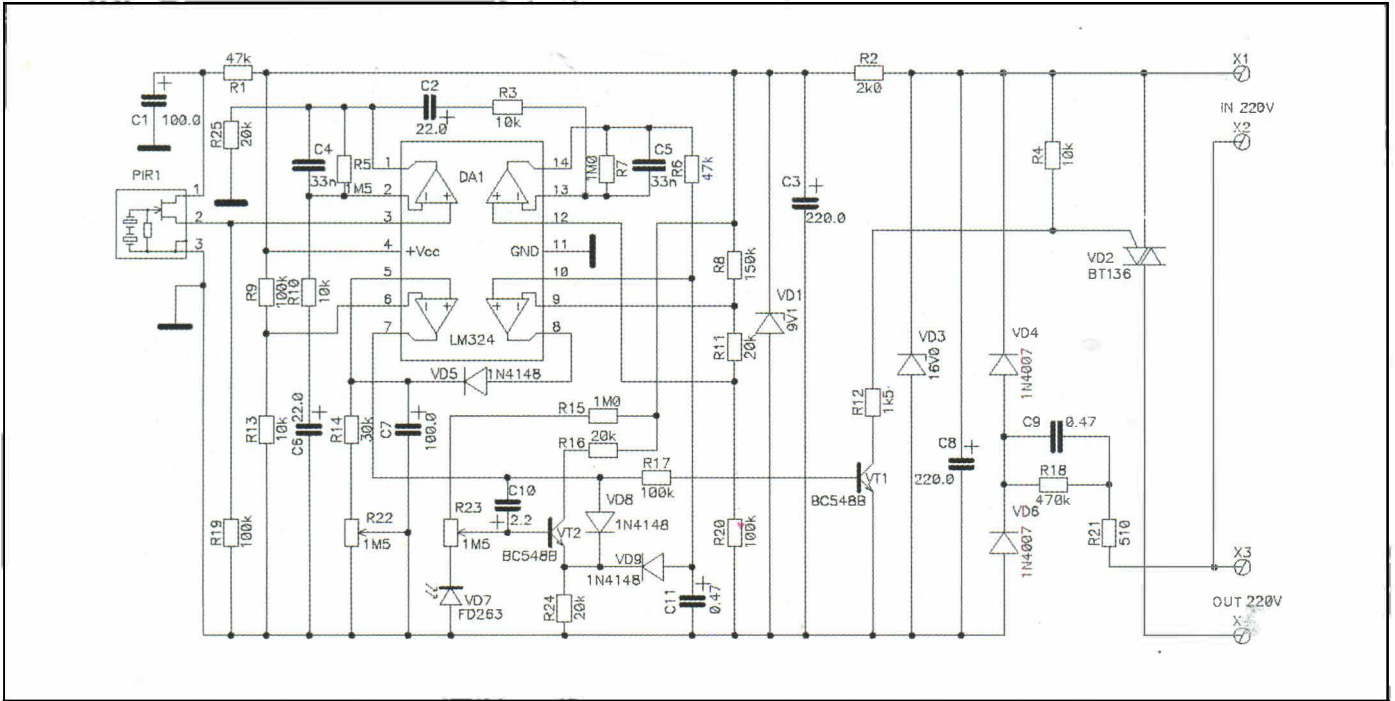 47k
R1
C1
100.0
R25
20k
C2
22.0
R3
10k
R2
2k0
X1
IN 220V
X2
C4
33n
R5
1M5
1
2
3
4
5
6
7
DA1
+Vcc
GND
LM324
14
13
12
11
10
9
8
1M0
R7
C5
33n
R6
47k
C3
220.0
R4
10k
PIR1
1
2
3
R9
100k
R10
10k
R8
150k
VD1
9V1
VD2
BT136
R11
20k
VD3
16V0
VD4
1N4007
VD5
1N4148
R15
1M0
R16
20k
R12
1k5
R13
10k
C6
22.0
R14
30k
C7
100.0
R17
100k
C8
220.0
C9
0.47
R18
470k
VT1
BC548B
C10
2.2
VD8
1N4148
R19
100k
R22
1M5
R23
1M5
VT2
BC548B
R20
100k
VD6
1N4007
R21
510
VD9
1N4148
VD7
FD263
R24
20k
C11
0.47
X3
OUT 220V